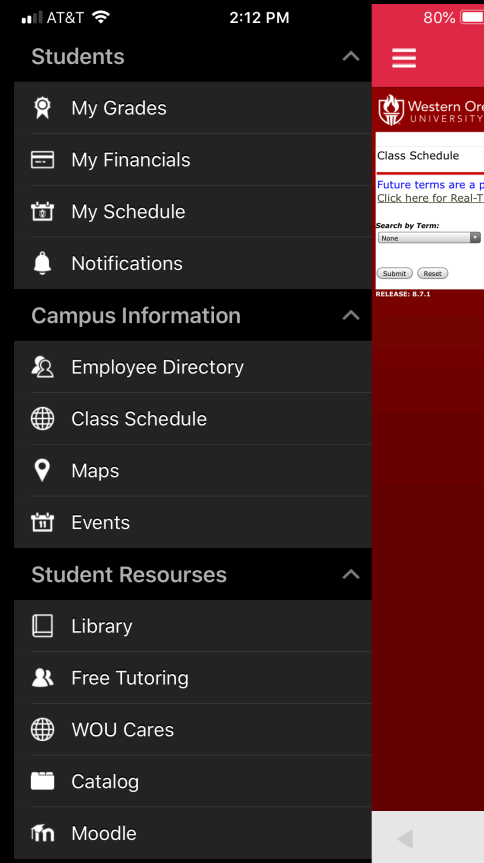 AT&T 2:12 PM 80%
Students
My Grades
My Financials
My Schedule
Notifications
Campus Information
Employee Directory
Class Schedule
Maps
Events
11
Student Resourses
Library
Free Tutoring
WOU Cares
Catalog
Moodle
Western Ore
UNIVERSITY
Class Schedule
Future terms are a p
Click here for Real-T
Search by Term:
None
Submit Reset
RELEASE: 8.7.1